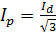 I_p = I_d/√3